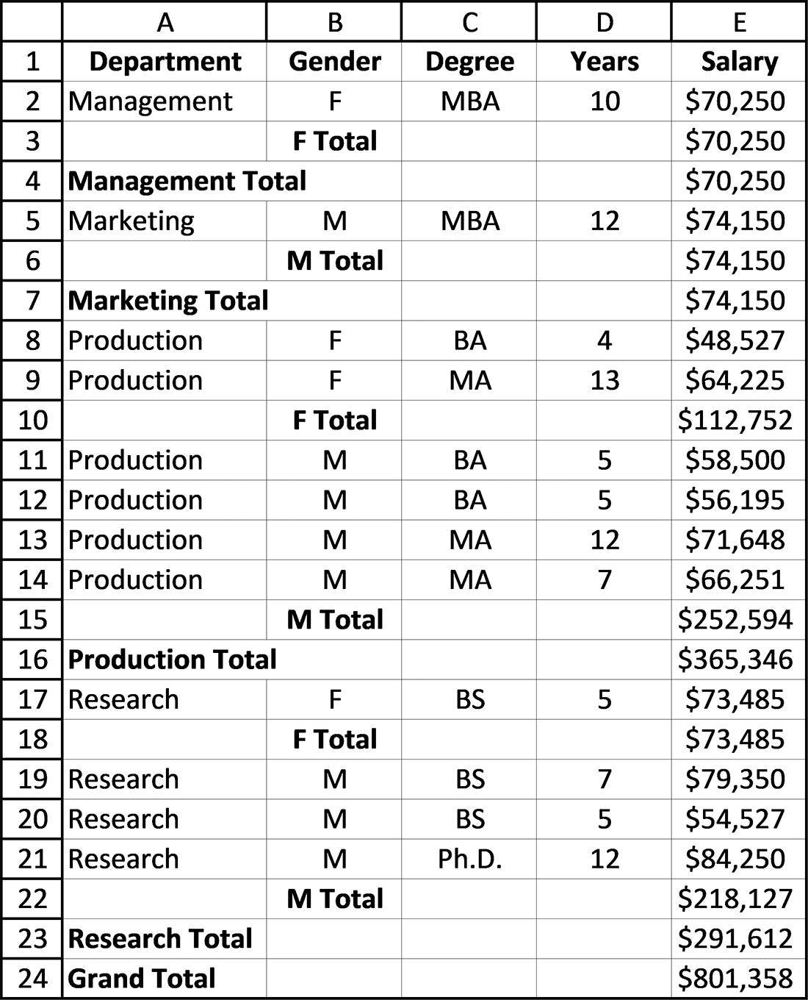 A B C D E
1 Department Gender Degree Years Salary
2 Management F MBA 10 $70,250
3 F Total $70,250
4 Management Total $70,250
5 Marketing M MBA 12 $74,150
6 M Total $74,150
7 Marketing Total $74,150
8 Production F BA 4 $48,527
9 Production F MA 13 $64,225
10 F Total $112,752
11 Production M BA 5 $58,500
12 Production M BA 5 $56,195
13 Production M MA 12 $71,648
14 Production M MA 7 $66,251
15 M Total $252,594
16 Production Total $365,346
17 Research F BS 5 $73,485
18 F Total $73,485
19 Research M BS 7 $79,350
20 Research M BS 5 $54,527
21 Research M Ph.D. 12 $84,250
22 M Total $218,127
23 Research Total $291,612
24 Grand Total $801,358